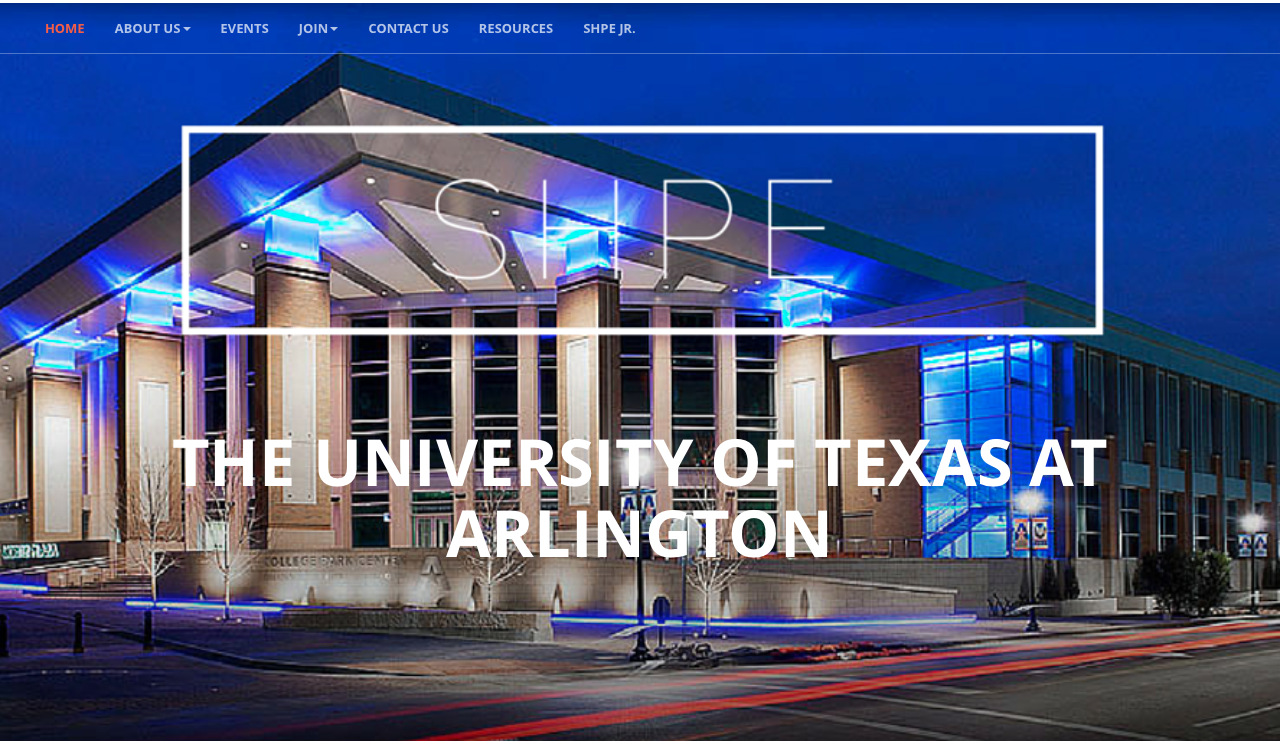 HOME ABOUT US EVENTS JOIN CONTACT US RESOURCES SHPE JR.
SHPE
THE UNIVERSITY OF TEXAS AT
ARLINGTON
COLLEGE PARK CENTER